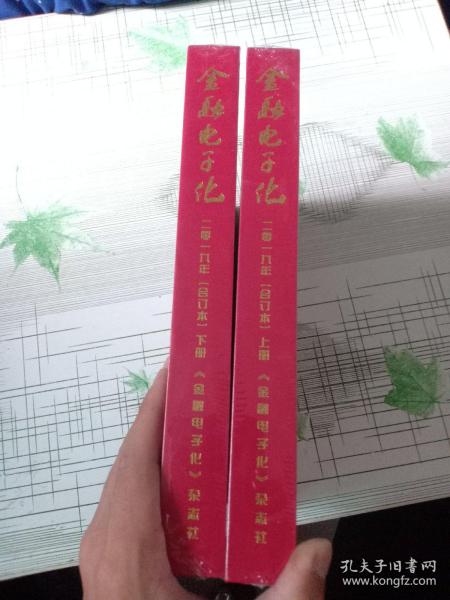 金融电子化
二零一八年（合订本）下册 《金融电子化》杂志社
金融电子化
二零一八年（合订本）上册 《金融电子化》杂志社
孔夫子旧书网
www.kongfz.com